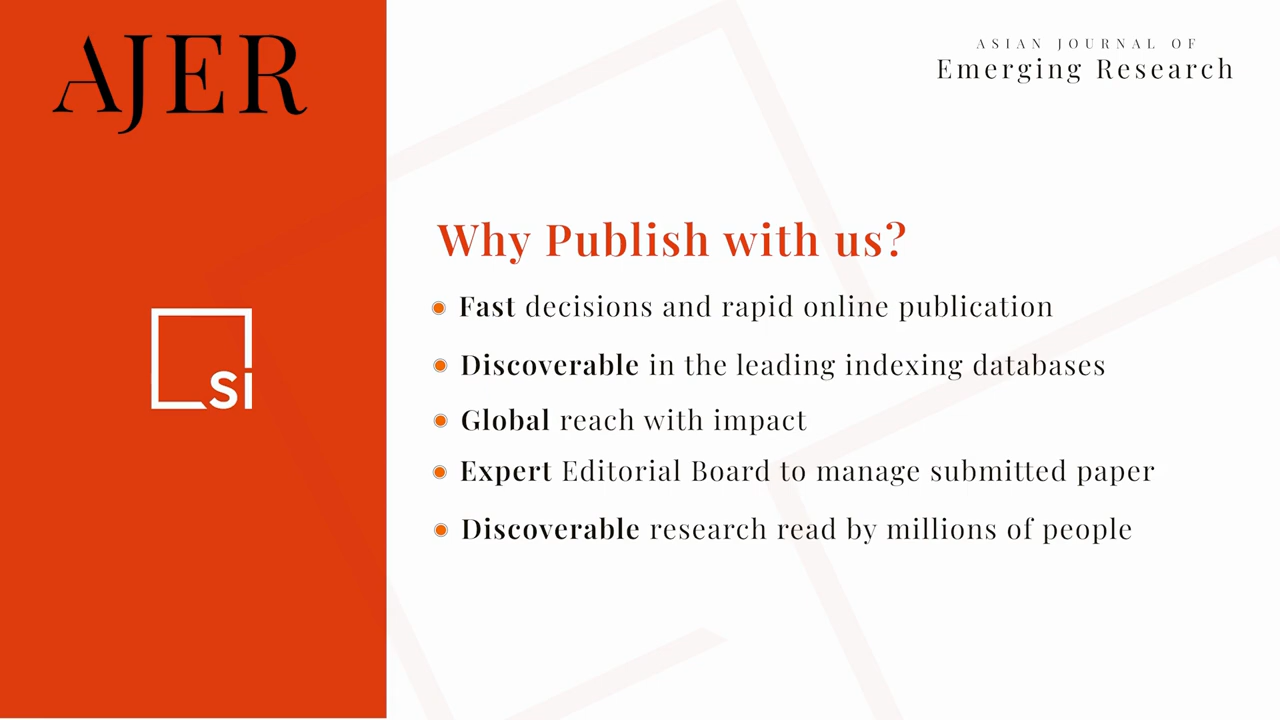 AJER
ASIAN JOURNAL OF
Emerging Research
si
Why Publish with us?
Fast decisions and rapid online publication
Discoverable in the leading indexing databases
Global reach with impact
Expert Editorial Board to manage submitted paper
Discoverable research read by millions of people